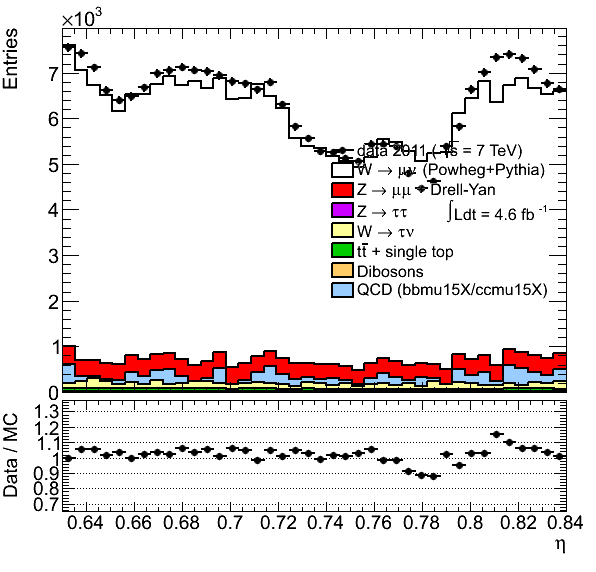 ×10³
Entries
7
6
5
4
3
2
1
0
data 2011 (√s = 7 TeV)
W → μν (Powheg+Pythia)
Z → μμ Drell-Yan
Z → ττ
∫Ldt = 4.6 fb⁻¹
W → τν
tt̄ + single top
Dibosons
QCD (bbmu15X/ccmu15X)
Data / MC
1.3
1.2
1.1
1
0.9
0.8
0.7
0.64 0.66 0.68 0.7 0.72 0.74 0.76 0.78 0.8 0.82 0.84
η